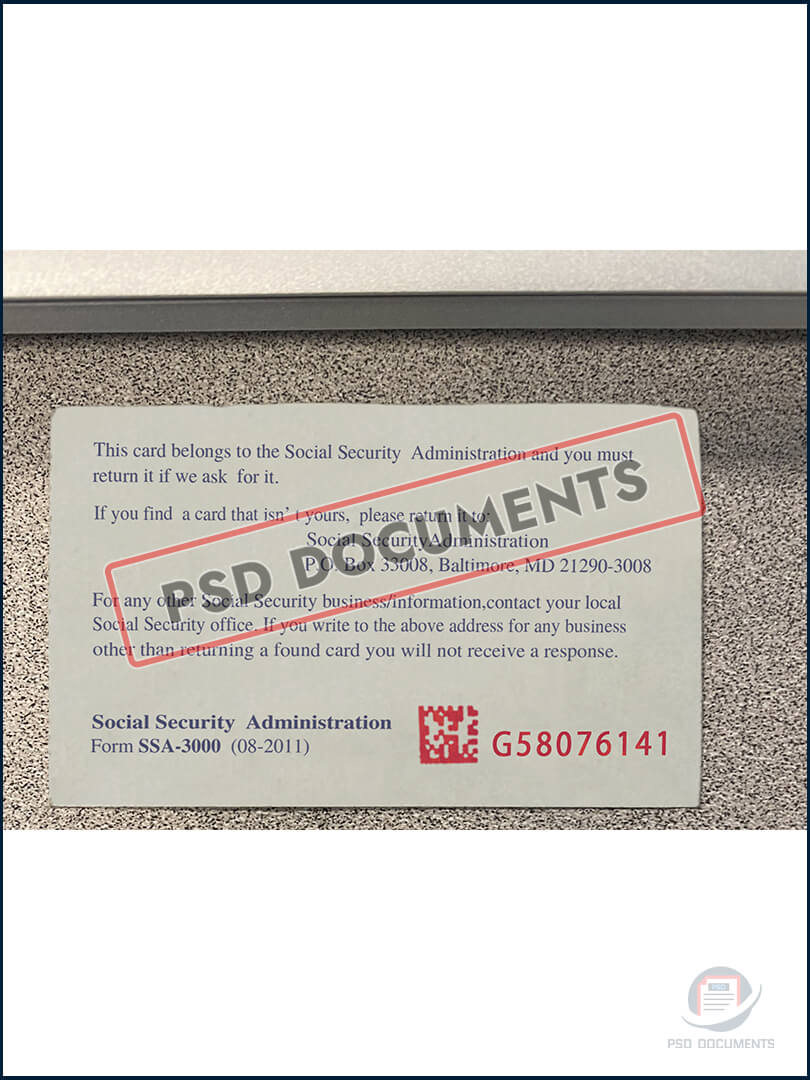 This card belongs to the Social Security  Administration and you must
return it if we ask  for it.
If you find  a card that isn’ t yours,  please return it to:
Social SecurityAdministration
P.O. Box 33008, Baltimore, MD 21290-3008
PSD DOCUMENTS
For any other Social Security business/information,contact your local
Social Security office. If you write to the above address for any business
other than returning a found card you will not receive a response.
Social Security  Administration
Form SSA-3000  (08-2011)
G58076141
PSD
PSD DOCUMENTS